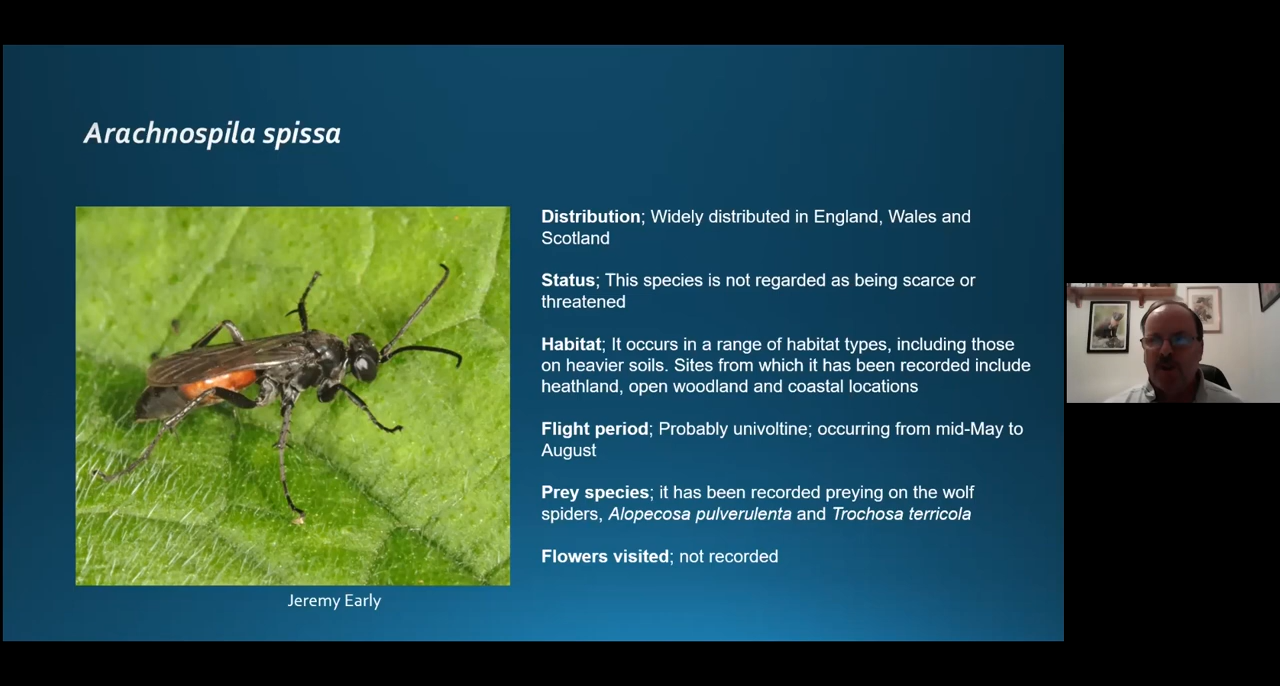 Arachnospila spissa
Distribution; Widely distributed in England, Wales and
Scotland
Status; This species is not regarded as being scarce or
threatened
Habitat; It occurs in a range of habitat types, including those
on heavier soils. Sites from which it has been recorded include
heathland, open woodland and coastal locations
Flight period; Probably univoltine; occurring from mid-May to
August
Prey species; it has been recorded preying on the wolf
spiders, Alopecosa pulverulenta and Trochosa terricola
Flowers visited; not recorded
Jeremy Early